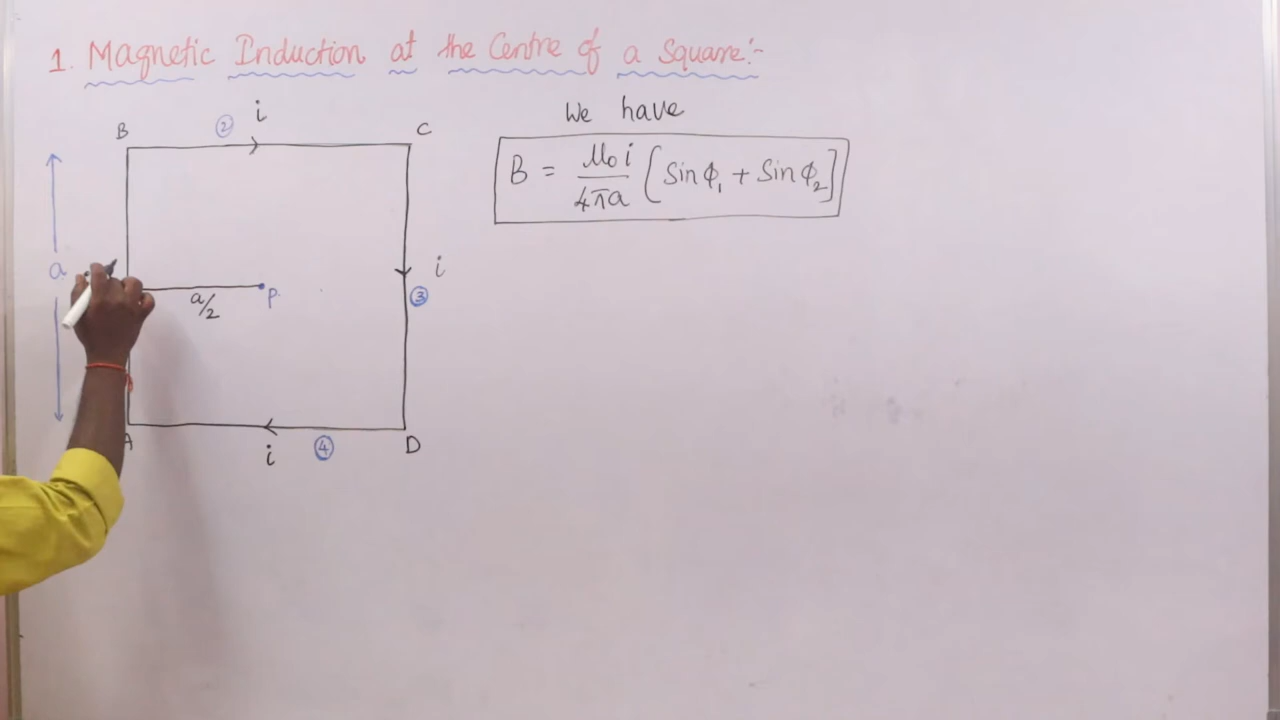 1. Magnetic Induction at the Centre of a Square:-
We have
B = μ₀i / 4πa (Sin ϕ₁ + Sin ϕ₂]
B ② i C
a
i
③
a/2 P
A i ④ D